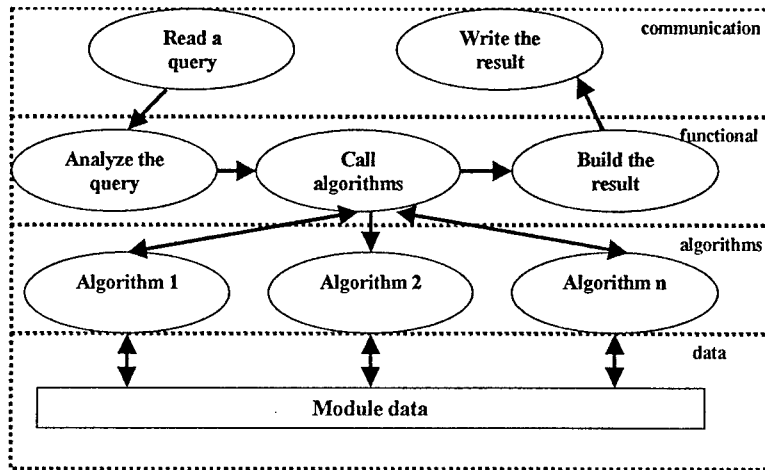 Read a
query
Write the
result
communication
functional
Analyze the
query
Call
algorithms
Build the
result
algorithms
Algorithm 1
Algorithm 2
Algorithm n
data
Module data